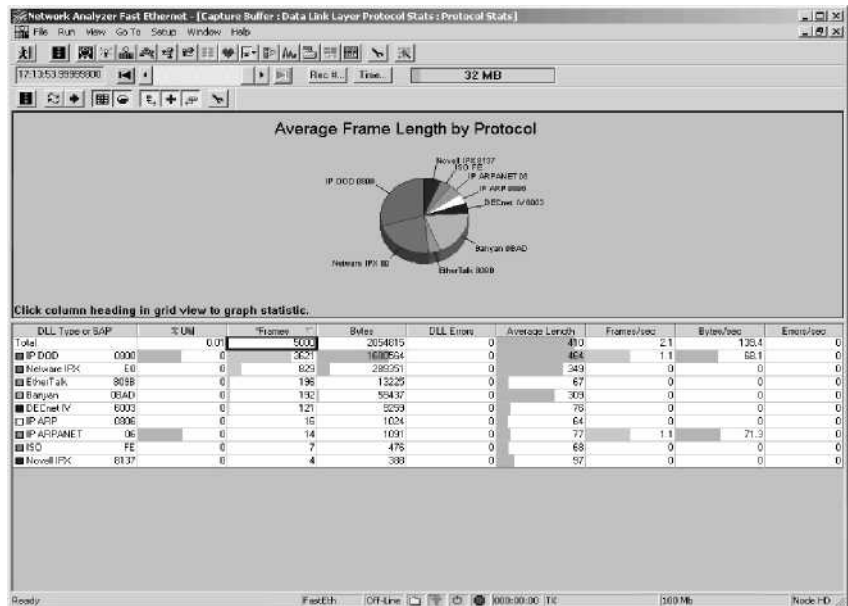 Network Analyzer Fast Ethernet - [Capture Buffer : Data Link Layer Protocol Stats : Protocol Stats]
File Run View Go To Setup Window Help
17:13:53.99999800 Rec #... Time... 32 MB
Average Frame Length by Protocol
Novell IPX 8137
ISO FE
IP ARPANET 06
IP ARP 0806
DECnet IV 6003
IP DOD 0800
Banyan 0BAD
Netware IPX E0
EtherTalk 809B
Click column heading in grid view to graph statistic.
DLL Type or SAP % Util *Frames Bytes DLL Errors Average Length Frames/sec Bytes/sec Errors/sec
Total 0.01 5000 2054815 0 410 2.1 139.4 0
IP DOD 0800 0 3621 0 464 1.1 68.1 0
Netware IPX E0 0 829 289351 0 349 0 0 0
EtherTalk 809B 0 196 13225 0 67 0 0 0
Banyan 0BAD 0 192 59437 0 309 0 0 0
DECnet IV 6003 0 121 9259 0 76 0 0 0
IP ARP 0806 0 16 1024 0 64 0 0 0
IP ARPANET 06 0 14 1091 0 77 1.1 71.3 0
ISO FE 0 7 476 0 68 0 0 0
Novell IPX 8137 0 4 388 0 97 0 0 0
Ready FastEth Off-Line 000:00:00 TX 100 Mb Node HD